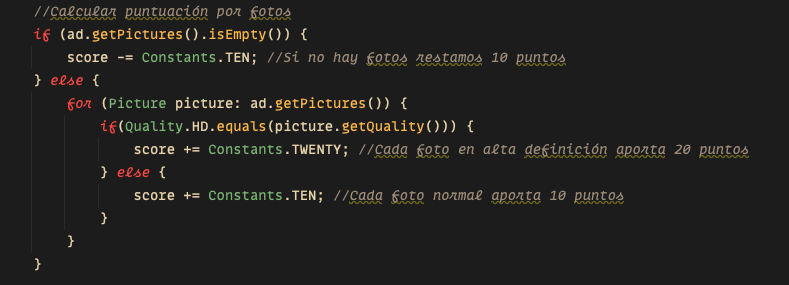 //Calcular puntuación por fotos
if (ad.getPictures().isEmpty()) {
score -= Constants.TEN; //Si no hay fotos restamos 10 puntos
} else {
for (Picture picture: ad.getPictures()) {
if(Quality.HD.equals(picture.getQuality())) {
score += Constants.TWENTY; //Cada foto en alta definición aporta 20 puntos
} else {
score += Constants.TEN; //Cada foto normal aporta 10 puntos
}
}
}